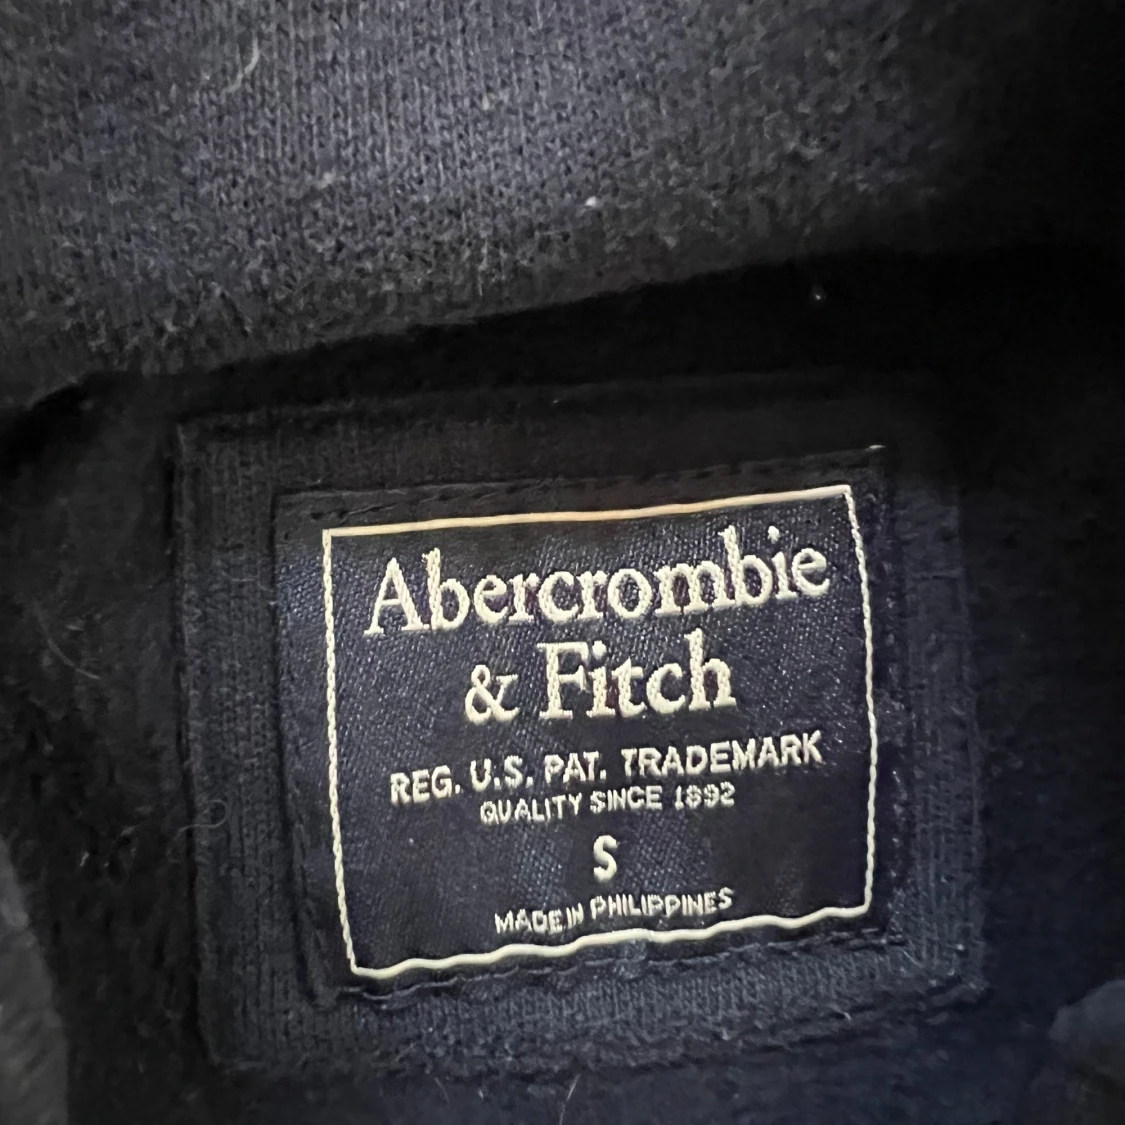 Abercrombie
& Fitch
REG. U.S. PAT. TRADEMARK
QUALITY SINCE 1892
S
MADE IN PHILIPPINES